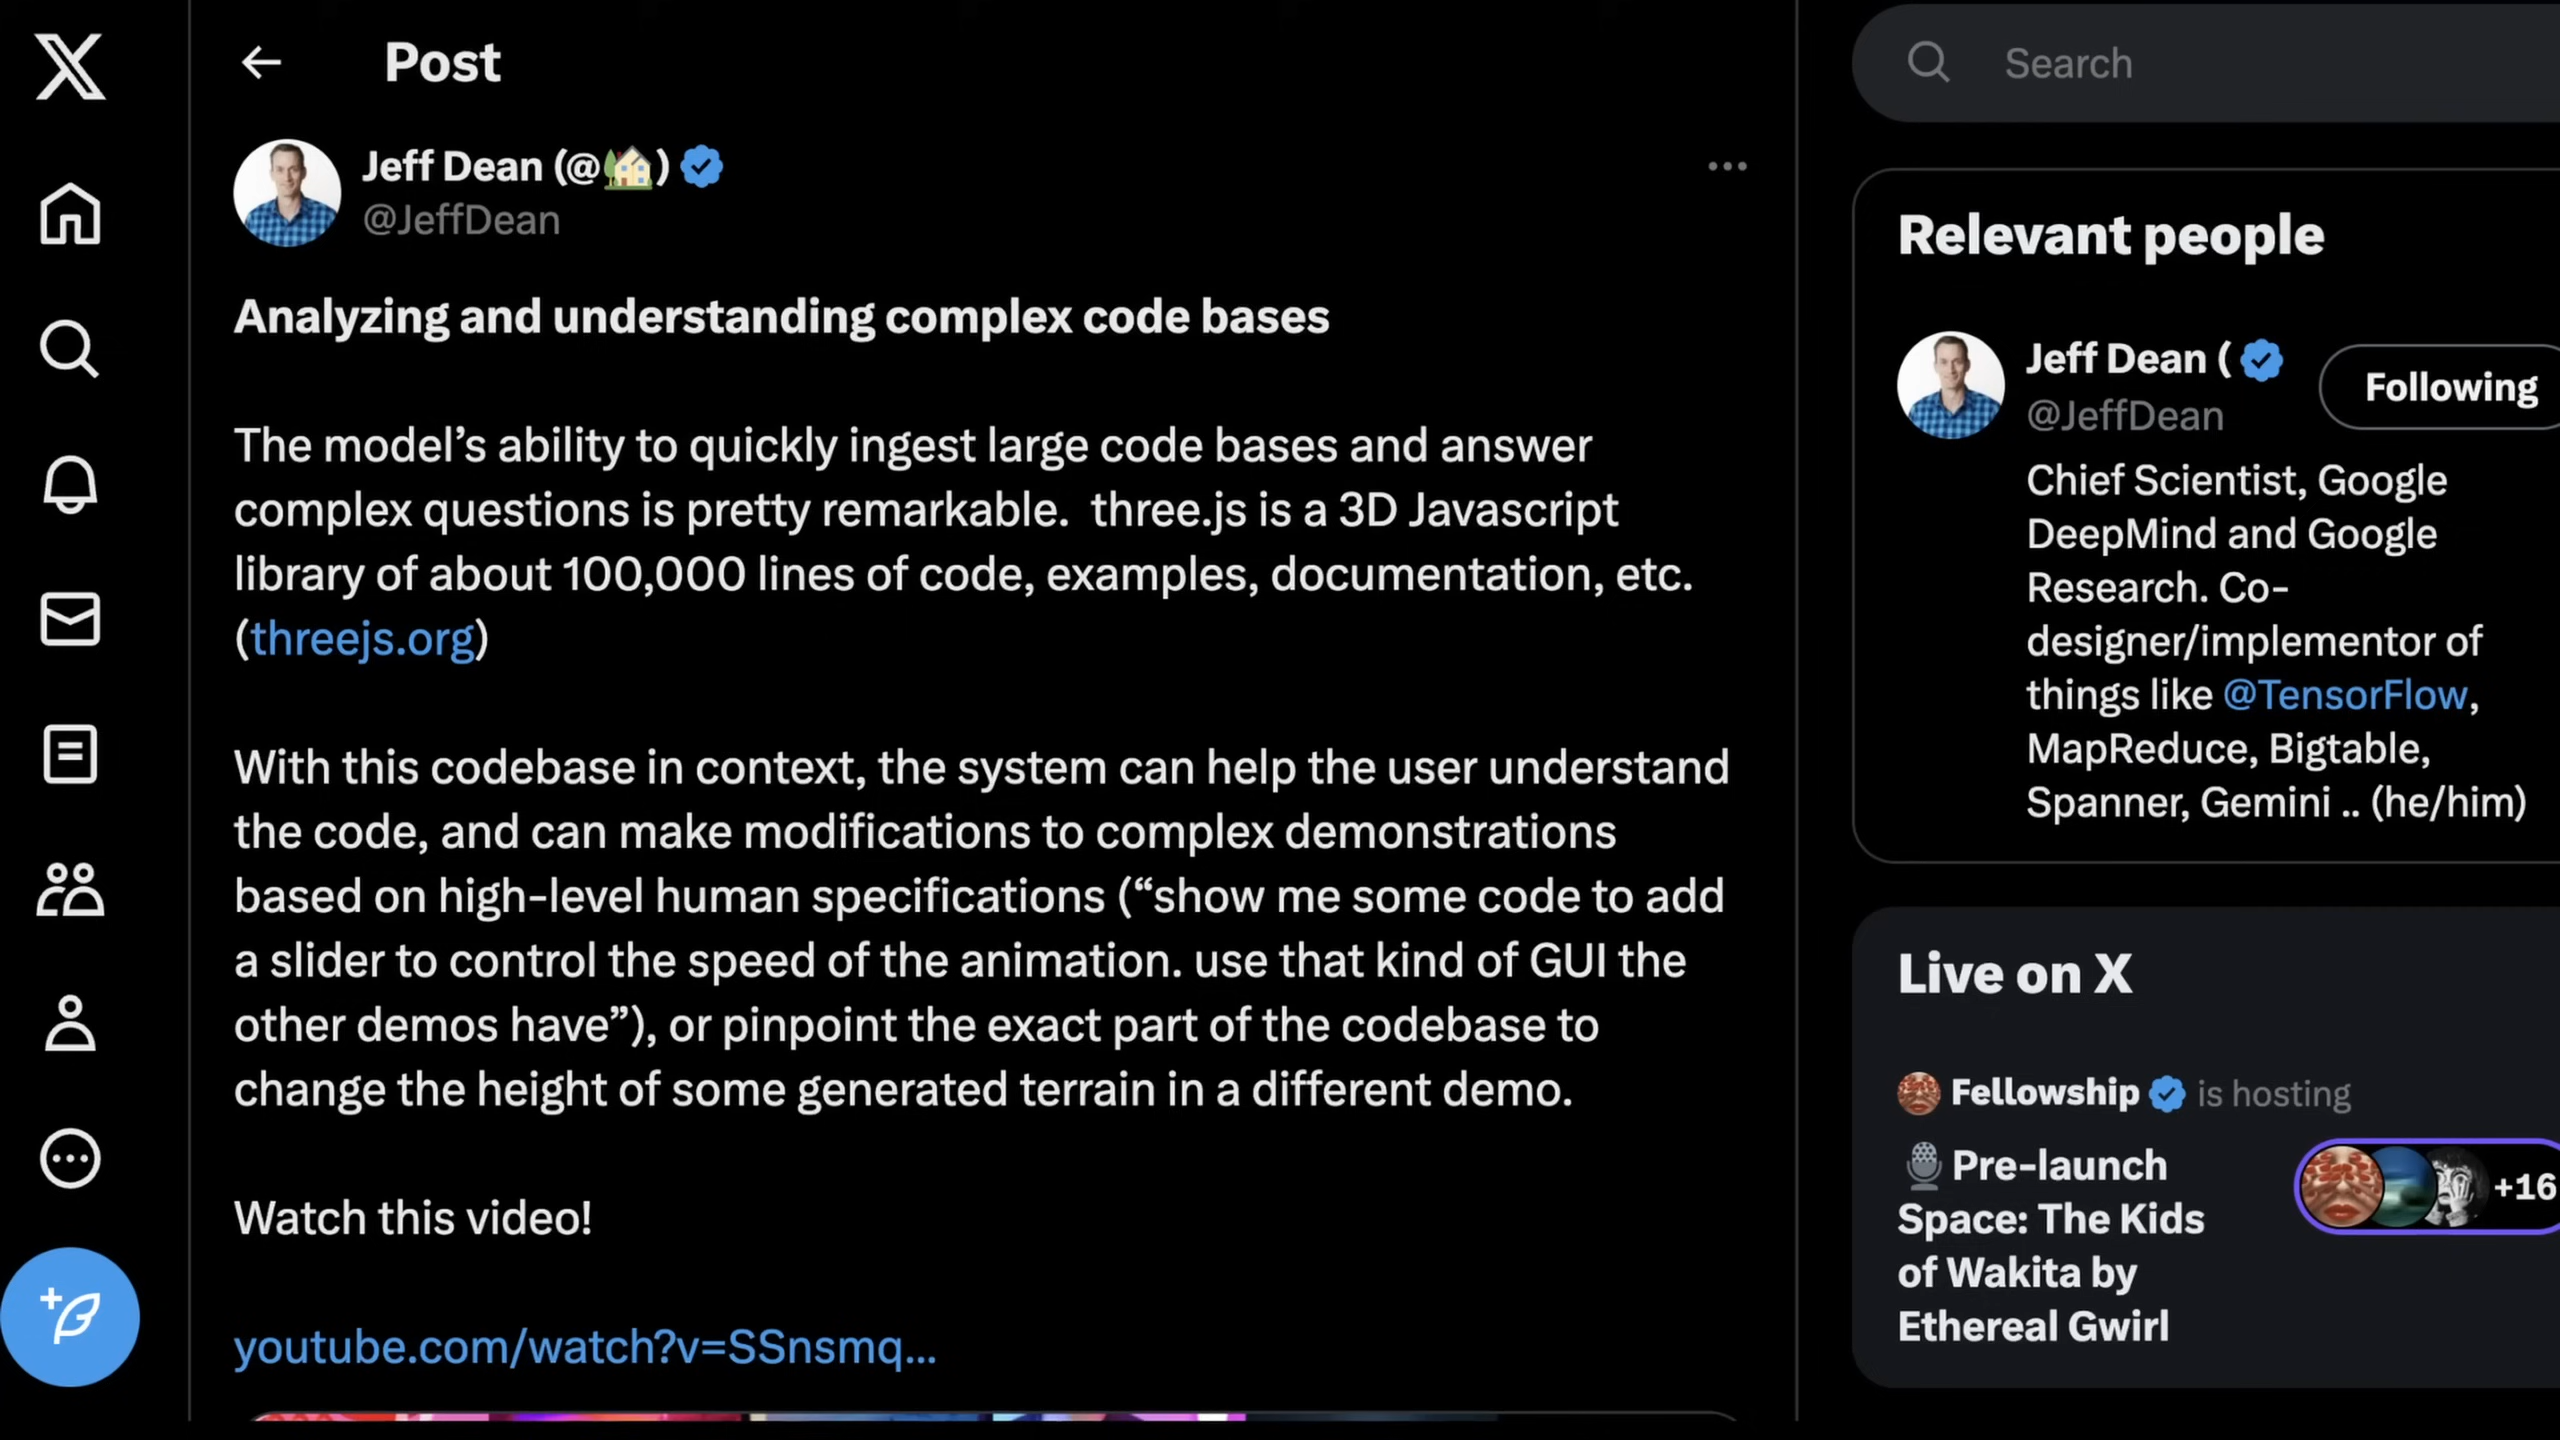 Post
Jeff Dean (@🏡)
@JeffDean
Analyzing and understanding complex code bases
The model’s ability to quickly ingest large code bases and answer
complex questions is pretty remarkable.  three.js is a 3D Javascript
library of about 100,000 lines of code, examples, documentation, etc.
(threejs.org)
With this codebase in context, the system can help the user understand
the code, and can make modifications to complex demonstrations
based on high-level human specifications (“show me some code to add
a slider to control the speed of the animation. use that kind of GUI the
other demos have”), or pinpoint the exact part of the codebase to
change the height of some generated terrain in a different demo.
Watch this video!
youtube.com/watch?v=SSnsmq…
Search
Relevant people
Jeff Dean (
@JeffDean
Following
Chief Scientist, Google
DeepMind and Google
Research. Co-
designer/implementor of
things like @TensorFlow,
MapReduce, Bigtable,
Spanner, Gemini .. (he/him)
Live on X
Fellowship is hosting
🎙️Pre-launch
Space: The Kids
of Wakita by
Ethereal Gwirl
+16